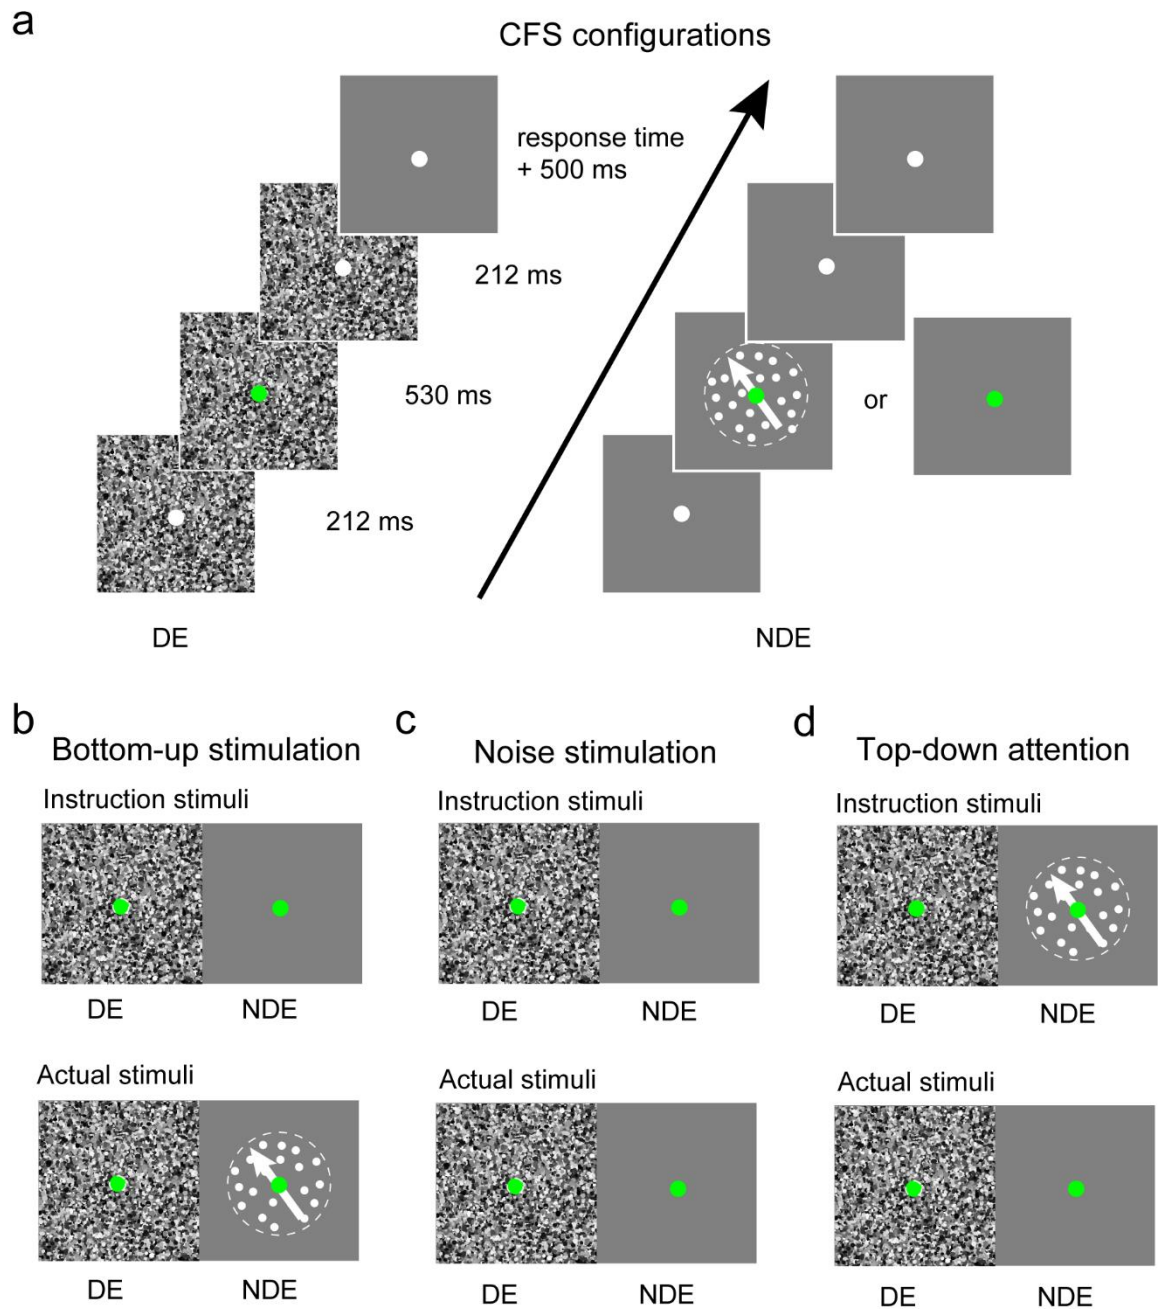 a
CFS configurations
response time
+ 500 ms
212 ms
530 ms
or
212 ms
DE
NDE
b
Bottom-up stimulation
Instruction stimuli
DE
NDE
Actual stimuli
DE
NDE
c
Noise stimulation
Instruction stimuli
DE
NDE
Actual stimuli
DE
NDE
d
Top-down attention
Instruction stimuli
DE
NDE
Actual stimuli
DE
NDE